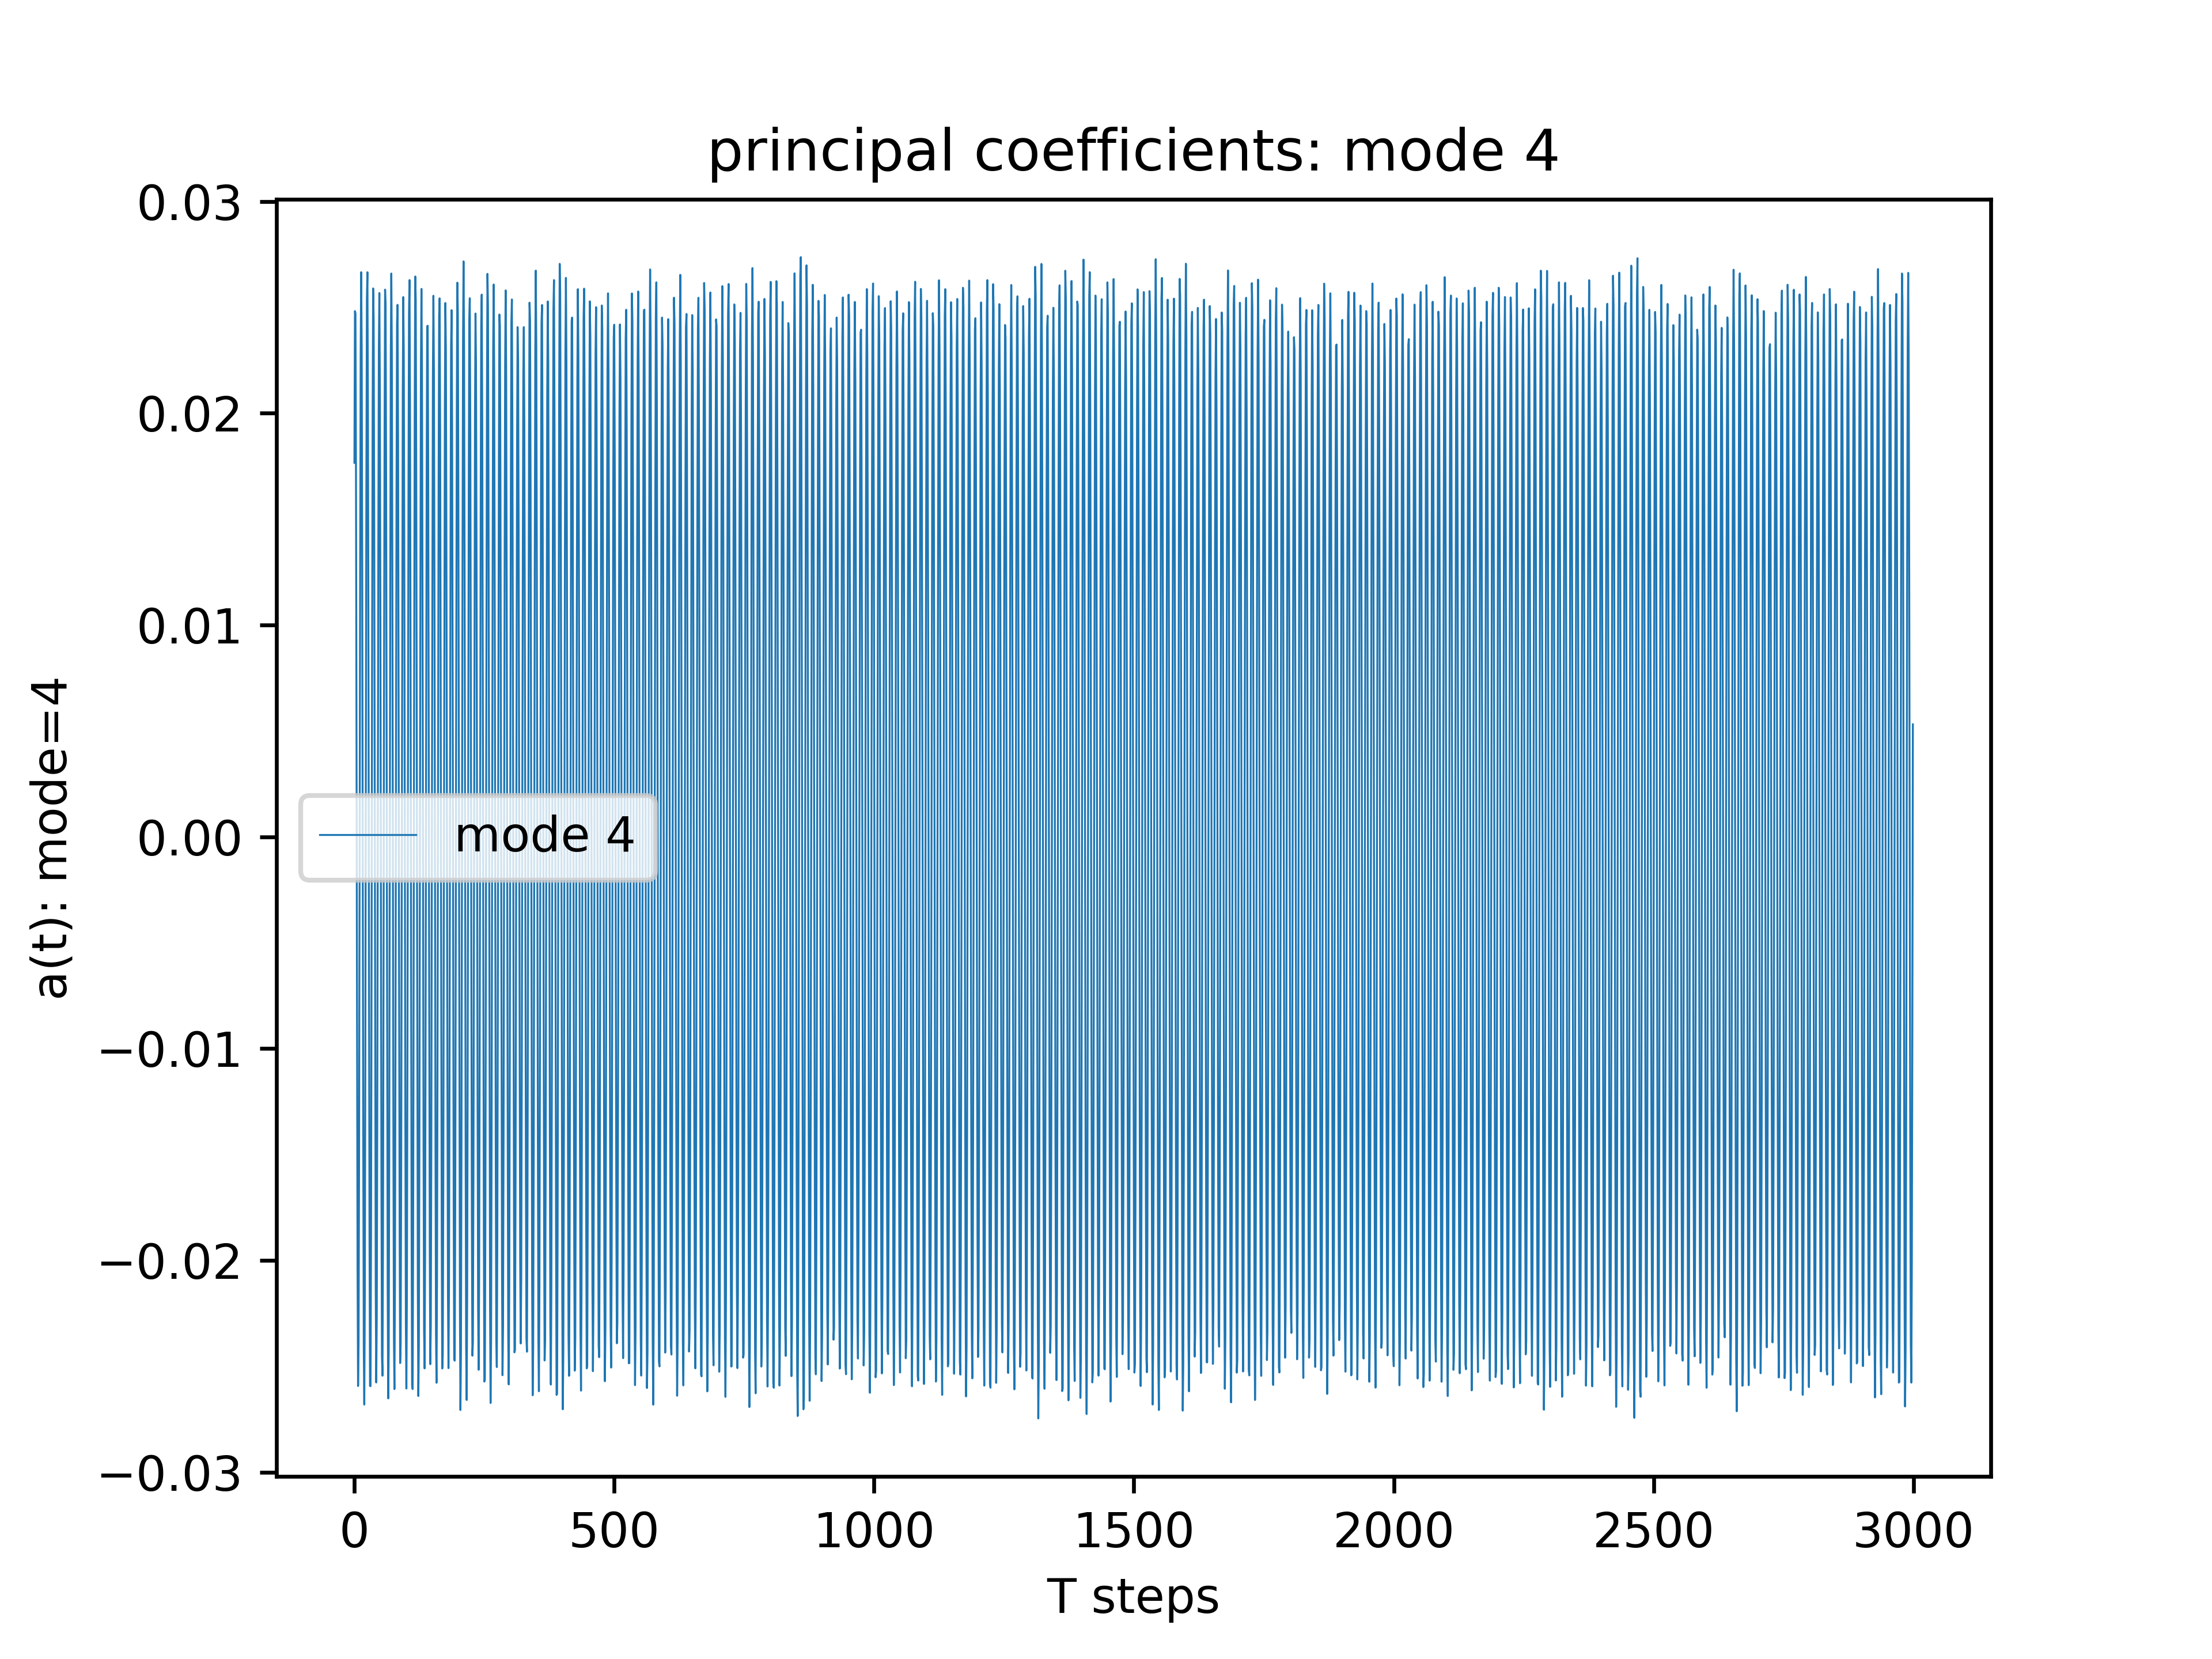 principal coefficients: mode 4
0.03
0.02
0.01
0.00
−0.01
−0.02
−0.03
a(t): mode=4
mode 4
0 500 1000 1500 2000 2500 3000
T steps